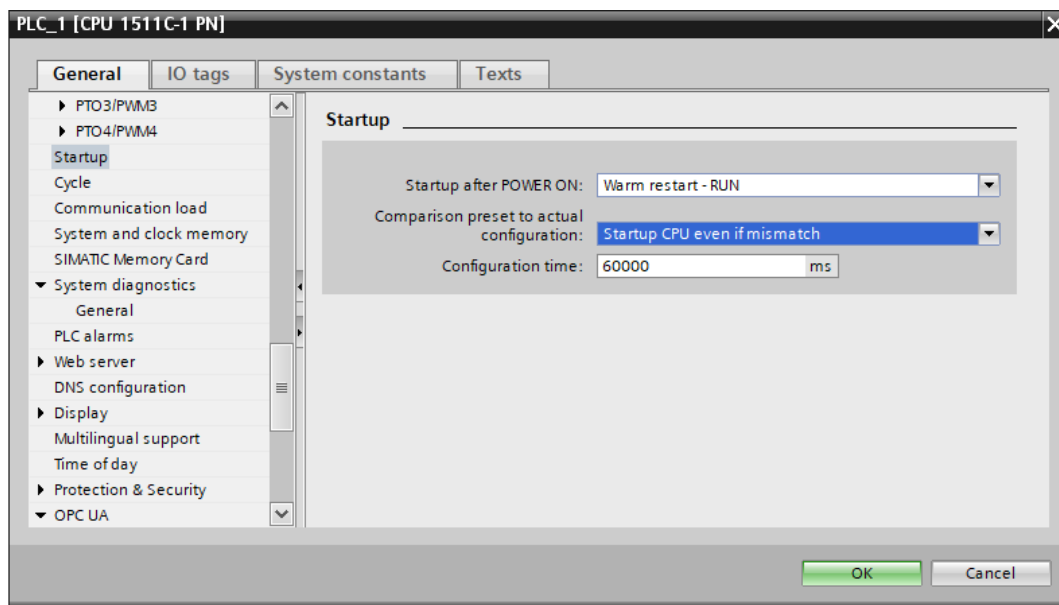 PLC_1 [CPU 1511C-1 PN]
General
IO tags
System constants
Texts
PTO3/PWM3
PTO4/PWM4
Startup
Cycle
Communication load
System and clock memory
SIMATIC Memory Card
System diagnostics
General
PLC alarms
Web server
DNS configuration
Display
Multilingual support
Time of day
Protection & Security
OPC UA
Startup
Startup after POWER ON: Warm restart - RUN
Comparison preset to actual
configuration: Startup CPU even if mismatch
Configuration time: 60000 ms
OK
Cancel